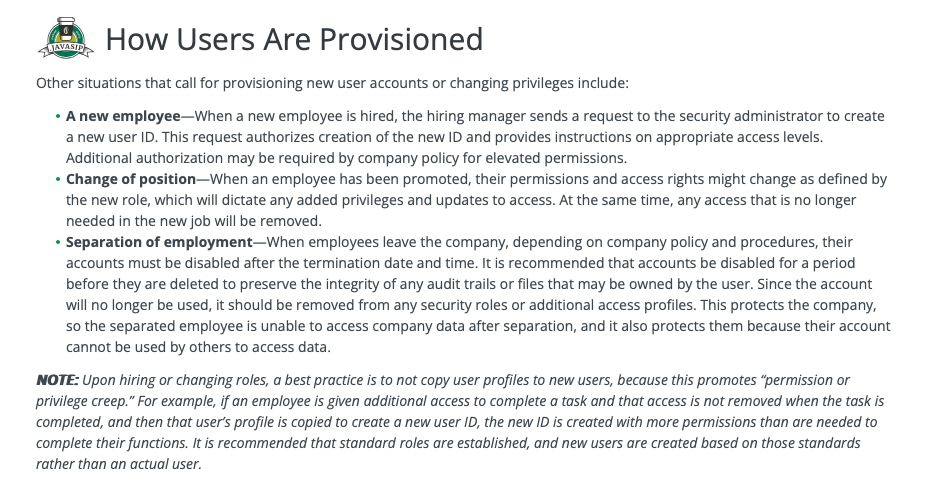 JAVASIP
How Users Are Provisioned
Other situations that call for provisioning new user accounts or changing privileges include:
• A new employee—When a new employee is hired, the hiring manager sends a request to the security administrator to create
a new user ID. This request authorizes creation of the new ID and provides instructions on appropriate access levels.
Additional authorization may be required by company policy for elevated permissions.
• Change of position—When an employee has been promoted, their permissions and access rights might change as defined by
the new role, which will dictate any added privileges and updates to access. At the same time, any access that is no longer
needed in the new job will be removed.
• Separation of employment—When employees leave the company, depending on company policy and procedures, their
accounts must be disabled after the termination date and time. It is recommended that accounts be disabled for a period
before they are deleted to preserve the integrity of any audit trails or files that may be owned by the user. Since the account
will no longer be used, it should be removed from any security roles or additional access profiles. This protects the company,
so the separated employee is unable to access company data after separation, and it also protects them because their account
cannot be used by others to access data.
NOTE: Upon hiring or changing roles, a best practice is to not copy user profiles to new users, because this promotes “permission or
privilege creep.” For example, if an employee is given additional access to complete a task and that access is not removed when the task is
completed, and then that user’s profile is copied to create a new user ID, the new ID is created with more permissions than are needed to
complete their functions. It is recommended that standard roles are established, and new users are created based on those standards
rather than an actual user.